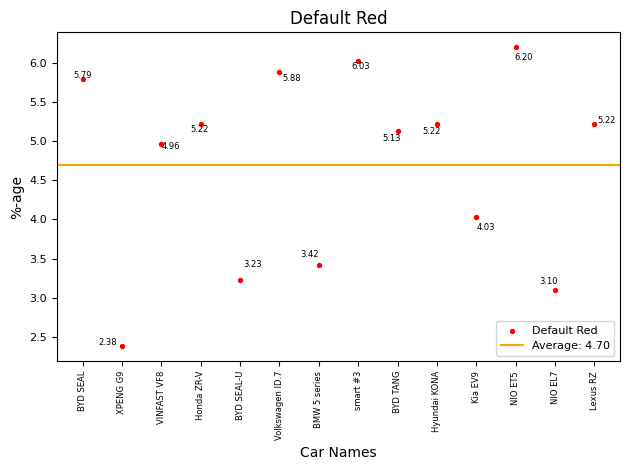 Default Red
%-age
6.0
5.5
5.0
4.5
4.0
3.5
3.0
2.5
5.79
2.38
4.96
5.22
3.23
5.88
3.42
6.03
5.13
5.22
4.03
6.20
3.10
5.22
Default Red
Average: 4.70
BYD SEAL
XPENG G9
VINFAST VF8
Honda ZR-V
BYD SEAL-U
Volkswagen ID.7
BMW 5 series
smart #3
BYD TANG
Hyundai KONA
Kia EV9
NIO ET5
NIO EL7
Lexus RZ
Car Names